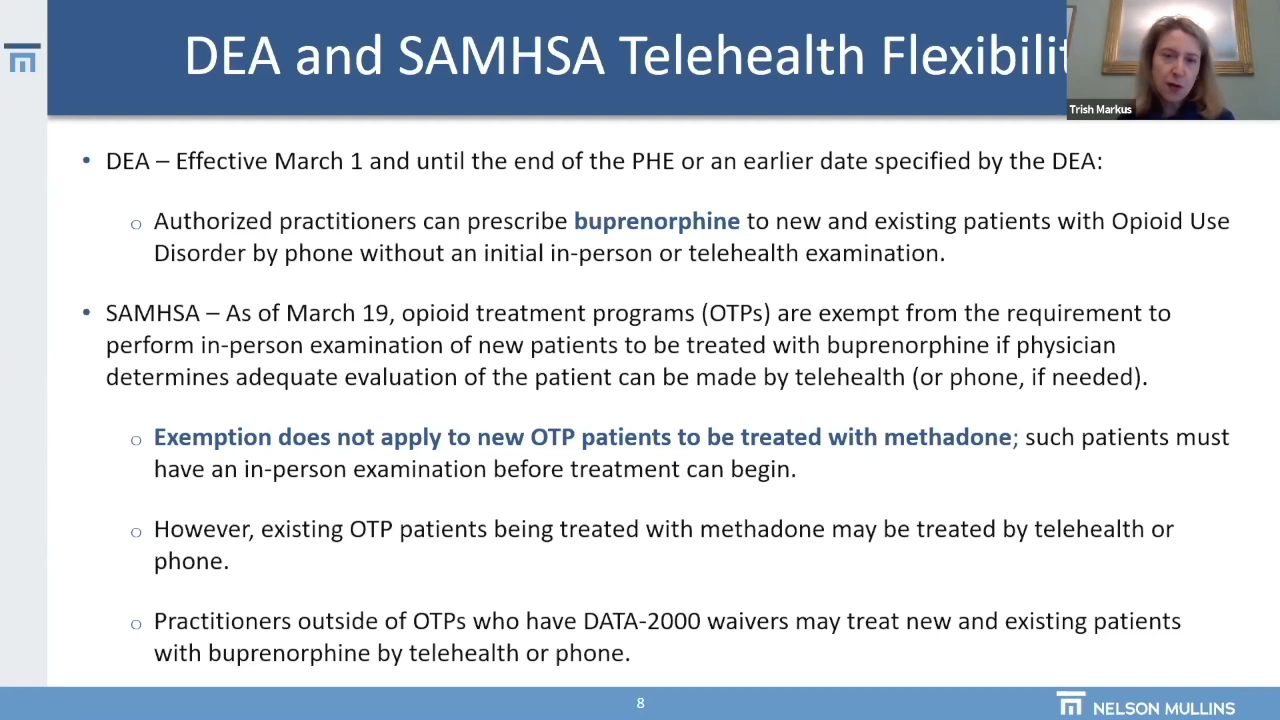 DEA and SAMHSA Telehealth Flexibilit
Trish Markus
• DEA – Effective March 1 and until the end of the PHE or an earlier date specified by the DEA:
o Authorized practitioners can prescribe buprenorphine to new and existing patients with Opioid Use
Disorder by phone without an initial in-person or telehealth examination.
• SAMHSA – As of March 19, opioid treatment programs (OTPs) are exempt from the requirement to
perform in-person examination of new patients to be treated with buprenorphine if physician
determines adequate evaluation of the patient can be made by telehealth (or phone, if needed).
o Exemption does not apply to new OTP patients to be treated with methadone; such patients must
have an in-person examination before treatment can begin.
o However, existing OTP patients being treated with methadone may be treated by telehealth or
phone.
o Practitioners outside of OTPs who have DATA-2000 waivers may treat new and existing patients
with buprenorphine by telehealth or phone.
8
NELSON MULLINS